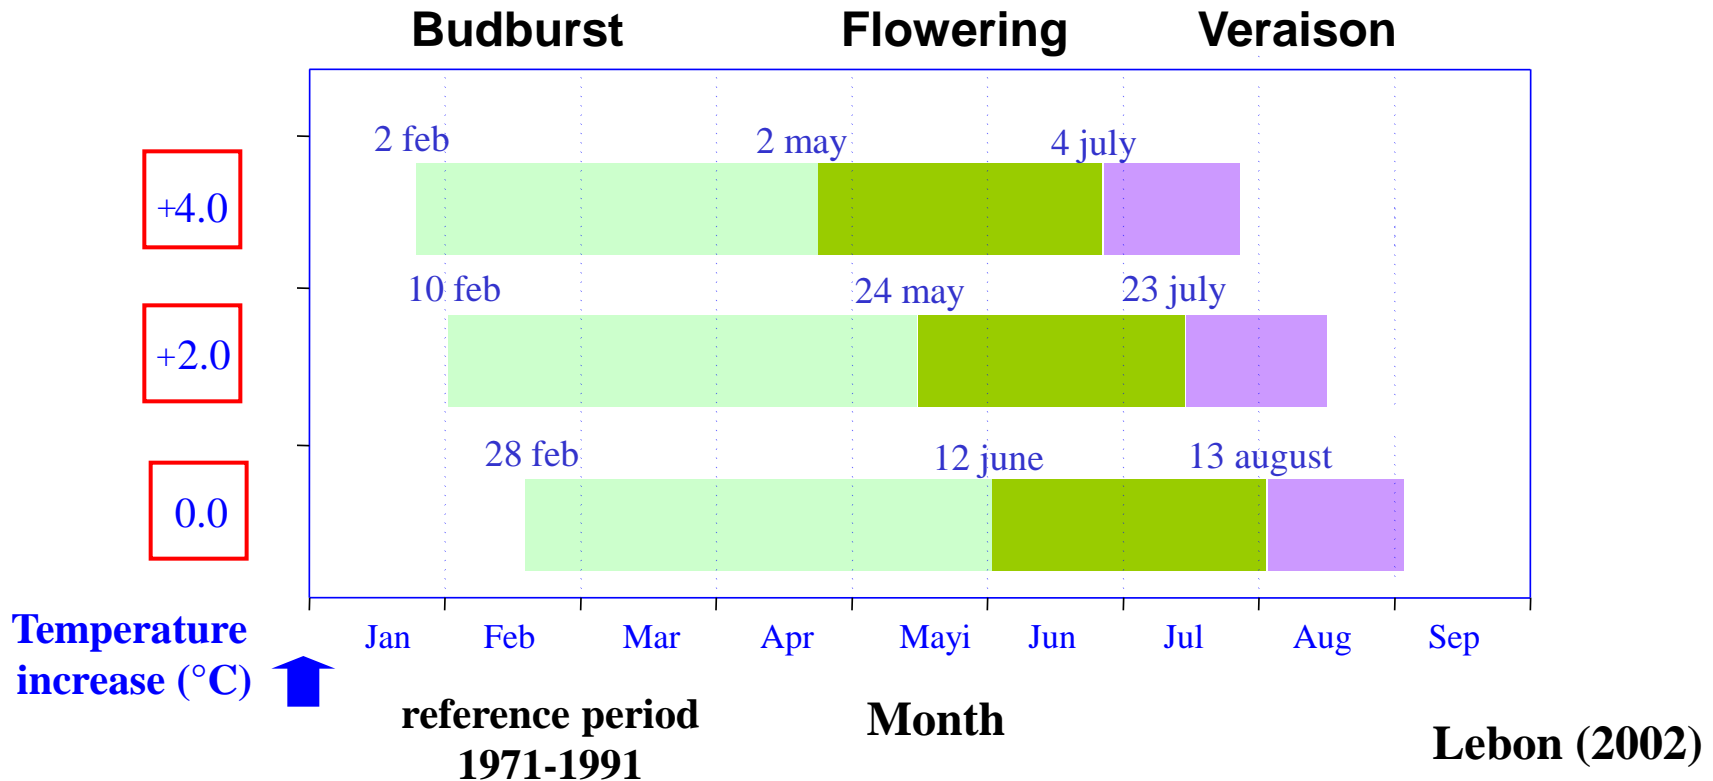 Budburst Flowering Veraison
2 feb 2 may 4 july
+4.0
10 feb 24 may 23 july
+2.0
28 feb 12 june 13 august
0.0
Jan Feb Mar Apr Mayi Jun Jul Aug Sep
Temperature
increase (°C)
reference period
1971-1991
Month
Lebon (2002)